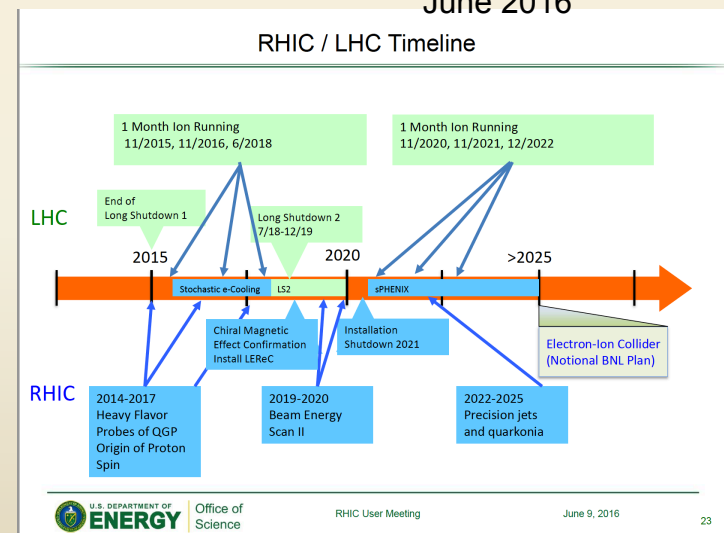 June 2016
RHIC / LHC Timeline
1 Month Ion Running
11/2015, 11/2016, 6/2018
1 Month Ion Running
11/2020, 11/2021, 12/2022
End of
Long Shutdown 1
Long Shutdown 2
7/18-12/19
LHC
2015
2020
>2025
Stochastic e-Cooling
LS2
sPHENIX
Chiral Magnetic
Effect Confirmation
Install LEReC
Installation
Shutdown 2021
Electron-Ion Collider
(Notional BNL Plan)
RHIC
2014-2017
Heavy Flavor
Probes of QGP
Origin of Proton
Spin
2019-2020
Beam Energy
Scan II
2022-2025
Precision jets
and quarkonia
U.S. DEPARTMENT OF
ENERGY
Office of
Science
RHIC User Meeting
June 9, 2016
23